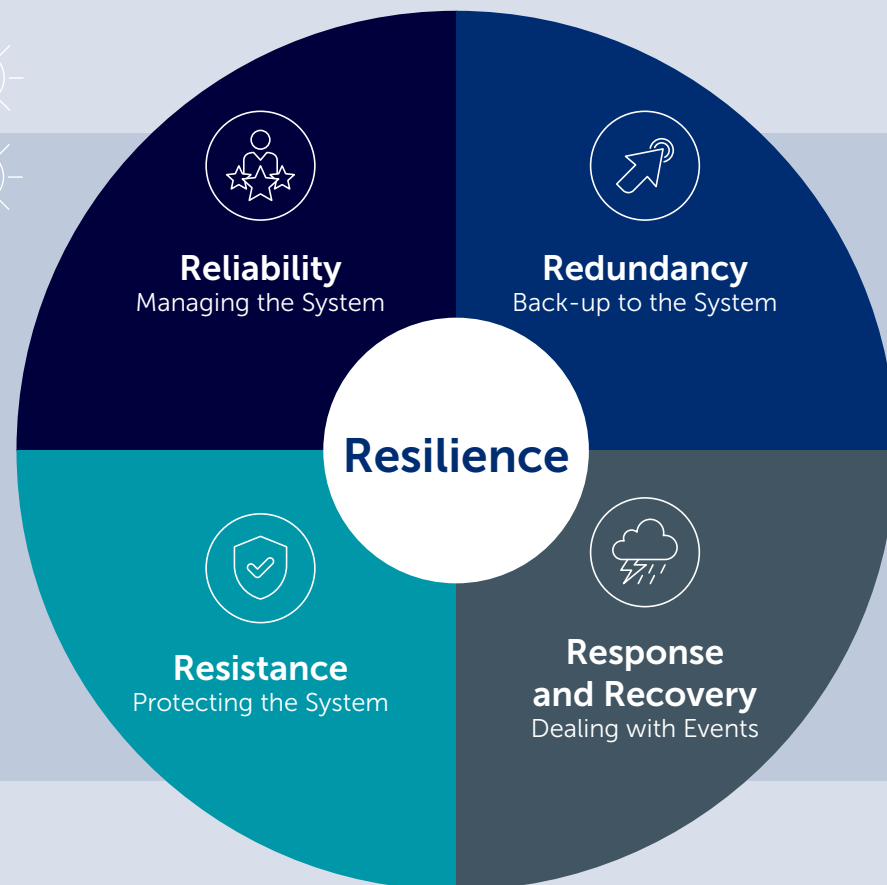 Reliability
Managing the System
Redundancy
Back-up to the System
Resilience
Resistance
Protecting the System
Response
and Recovery
Dealing with Events